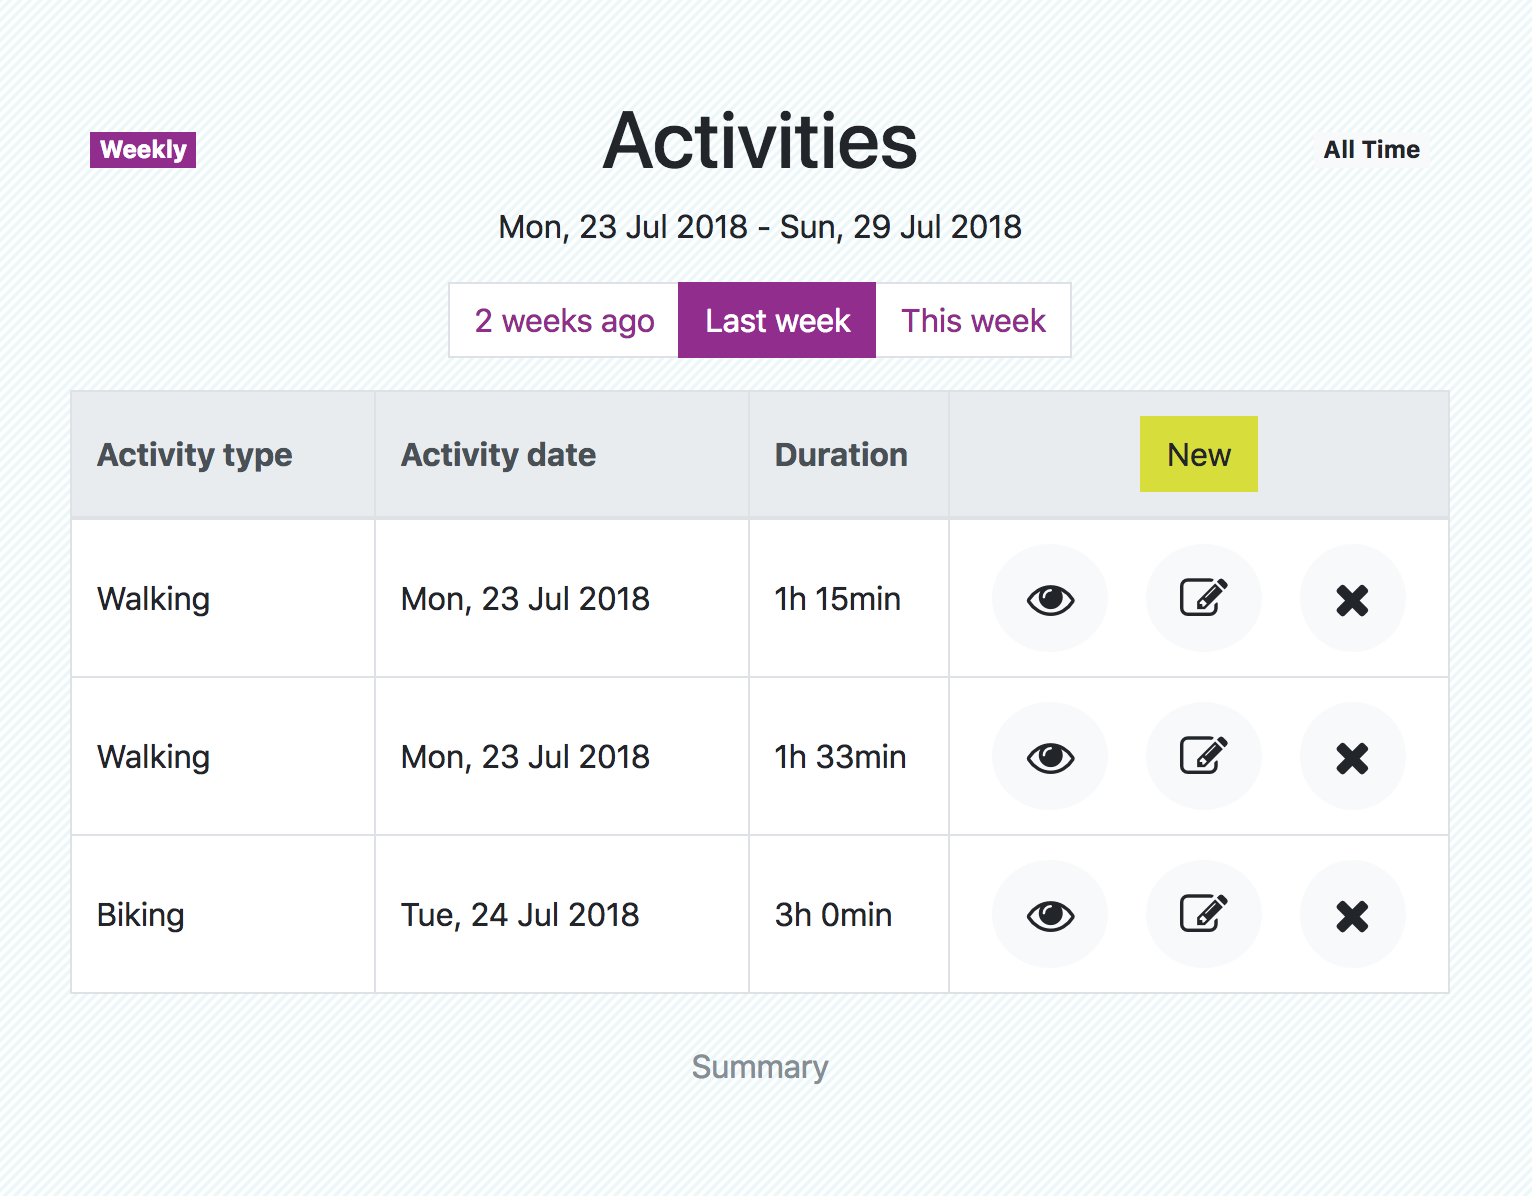 Weekly
Activities
All Time
Mon, 23 Jul 2018 - Sun, 29 Jul 2018
2 weeks ago Last week This week
Activity type Activity date Duration New
Walking Mon, 23 Jul 2018 1h 15min
Walking Mon, 23 Jul 2018 1h 33min
Biking Tue, 24 Jul 2018 3h 0min
Summary